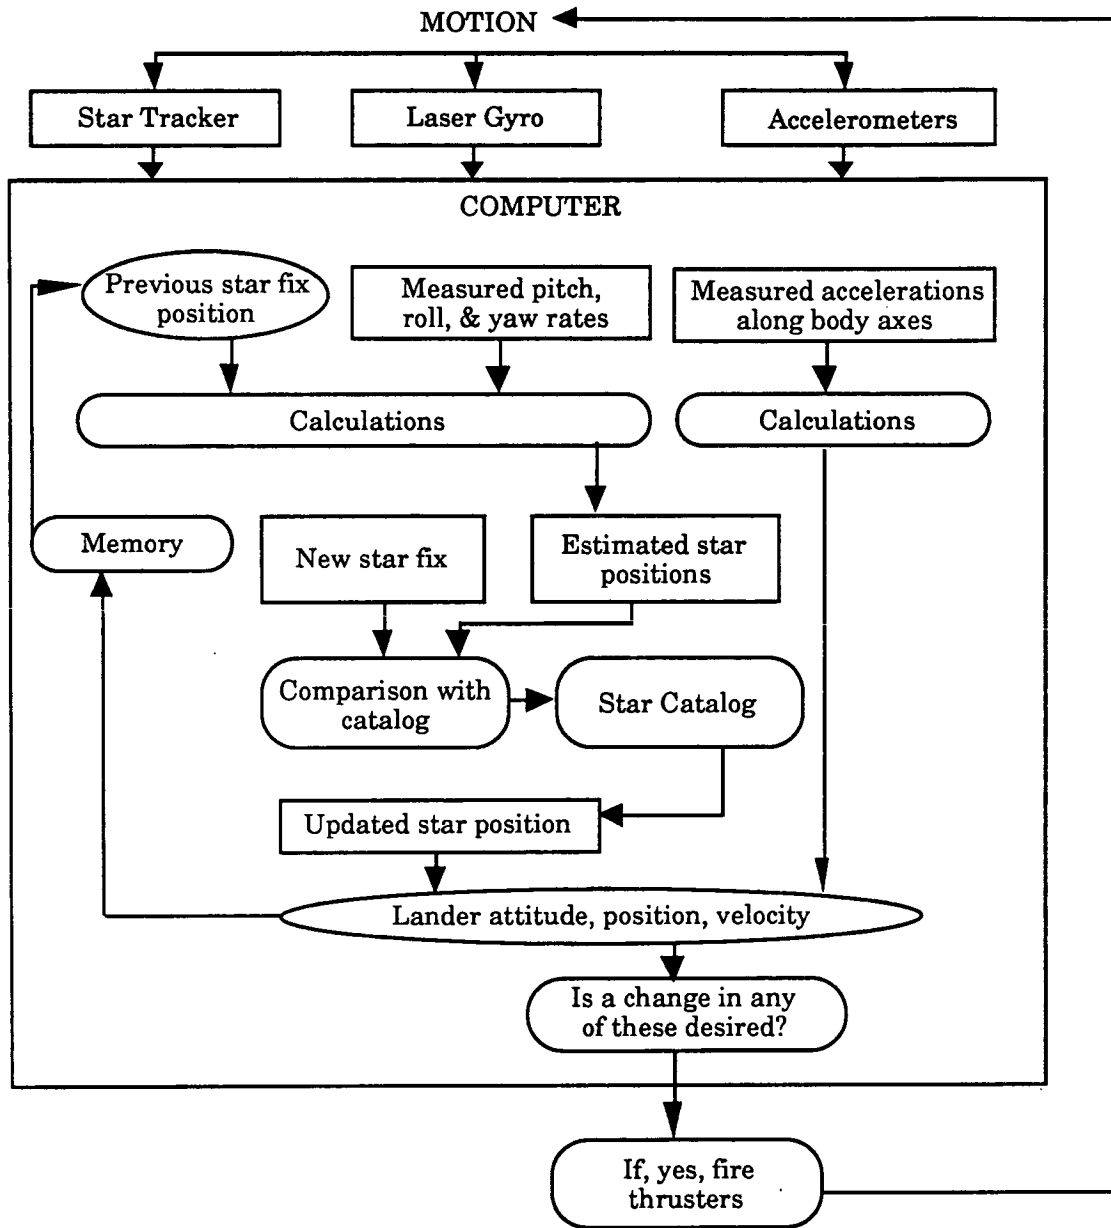 MOTION
Star Tracker
Laser Gyro
Accelerometers
COMPUTER
Previous star fix
position
Measured pitch,
roll, & yaw rates
Measured accelerations
along body axes
Calculations
Calculations
Memory
New star fix
Estimated star
positions
Comparison with
catalog
Star Catalog
Updated star position
Lander attitude, position, velocity
Is a change in any
of these desired?
If, yes, fire
thrusters